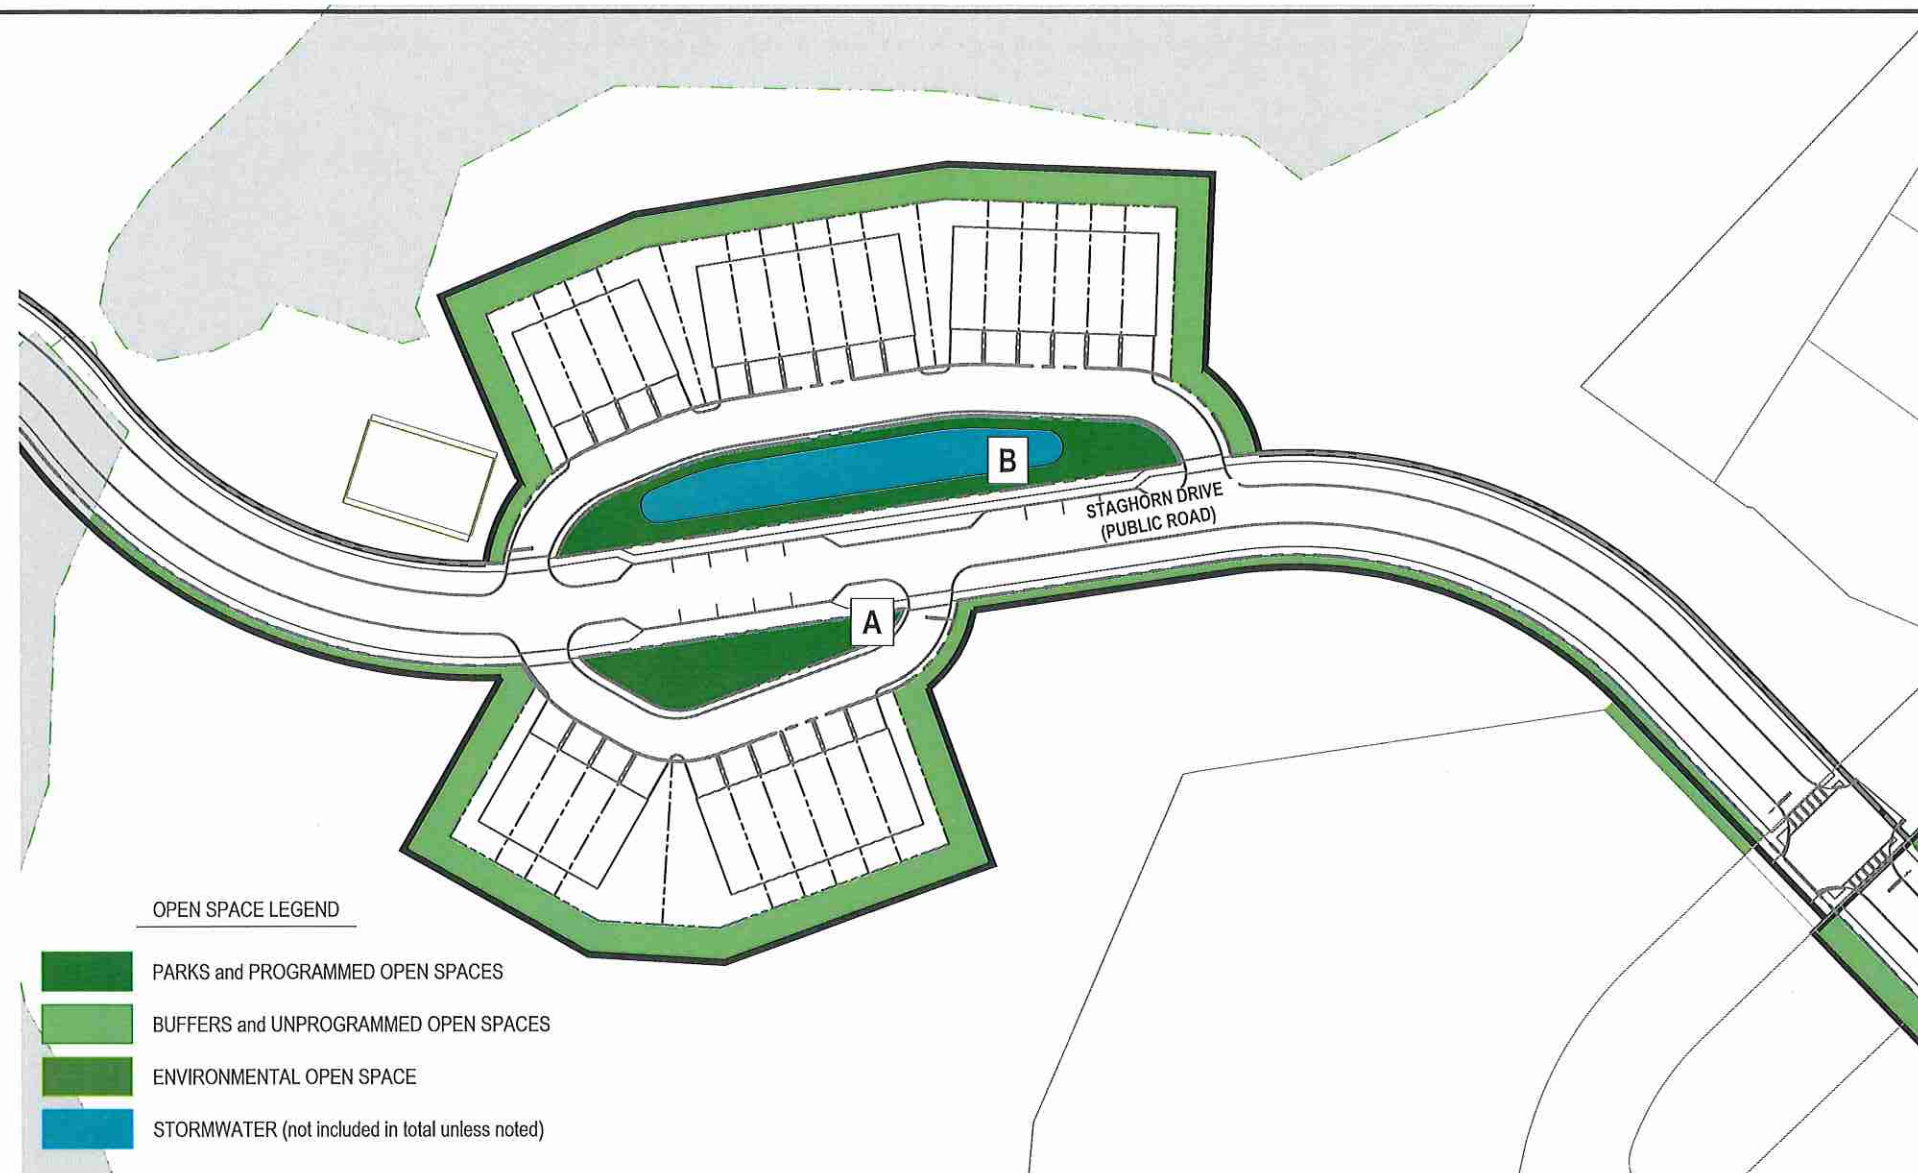 B
STAGHORN DRIVE
(PUBLIC ROAD)
A
OPEN SPACE LEGEND
PARKS and PROGRAMMED OPEN SPACES
BUFFERS and UNPROGRAMMED OPEN SPACES
ENVIRONMENTAL OPEN SPACE
STORMWATER (not included in total unless noted)